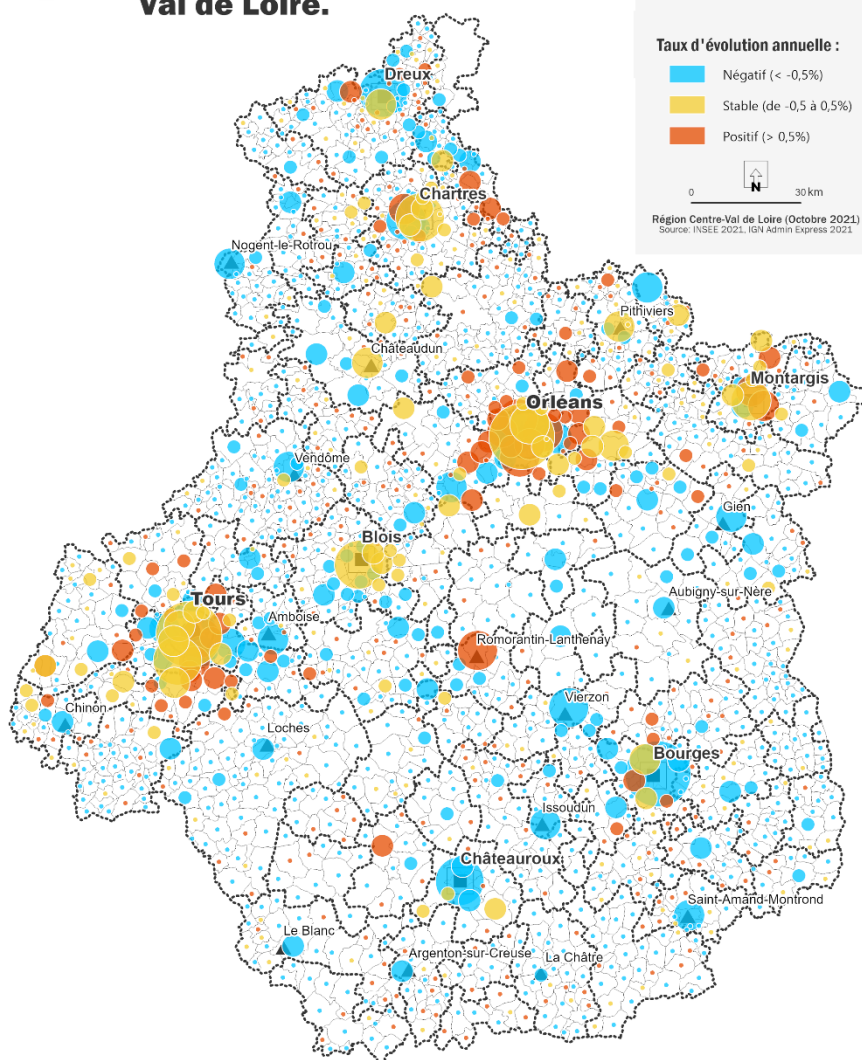 Val de Loire.
Taux d'évolution annuelle :
Négatif (< -0,5%)
Stable (de -0,5 à 0,5%)
Positif (> 0,5%)
N
0 30 km
Région Centre-Val de Loire (Octobre 2021)
Source: INSEE 2021, IGN Admin Express 2021
Dreux
Chartres
Nogent-le-Rotrou
Pithiviers
Châteaudun
Montargis
Orléans
Vendôme
Gien
Blois
Aubigny-sur-Nère
Tours
Amboise
Romorantin-Lanthenay
Vierzon
Chinon
Loches
Bourges
Issoudun
Châteauroux
Saint-Amand-Montrond
Le Blanc
Argenton-sur-Creuse
La Châtre